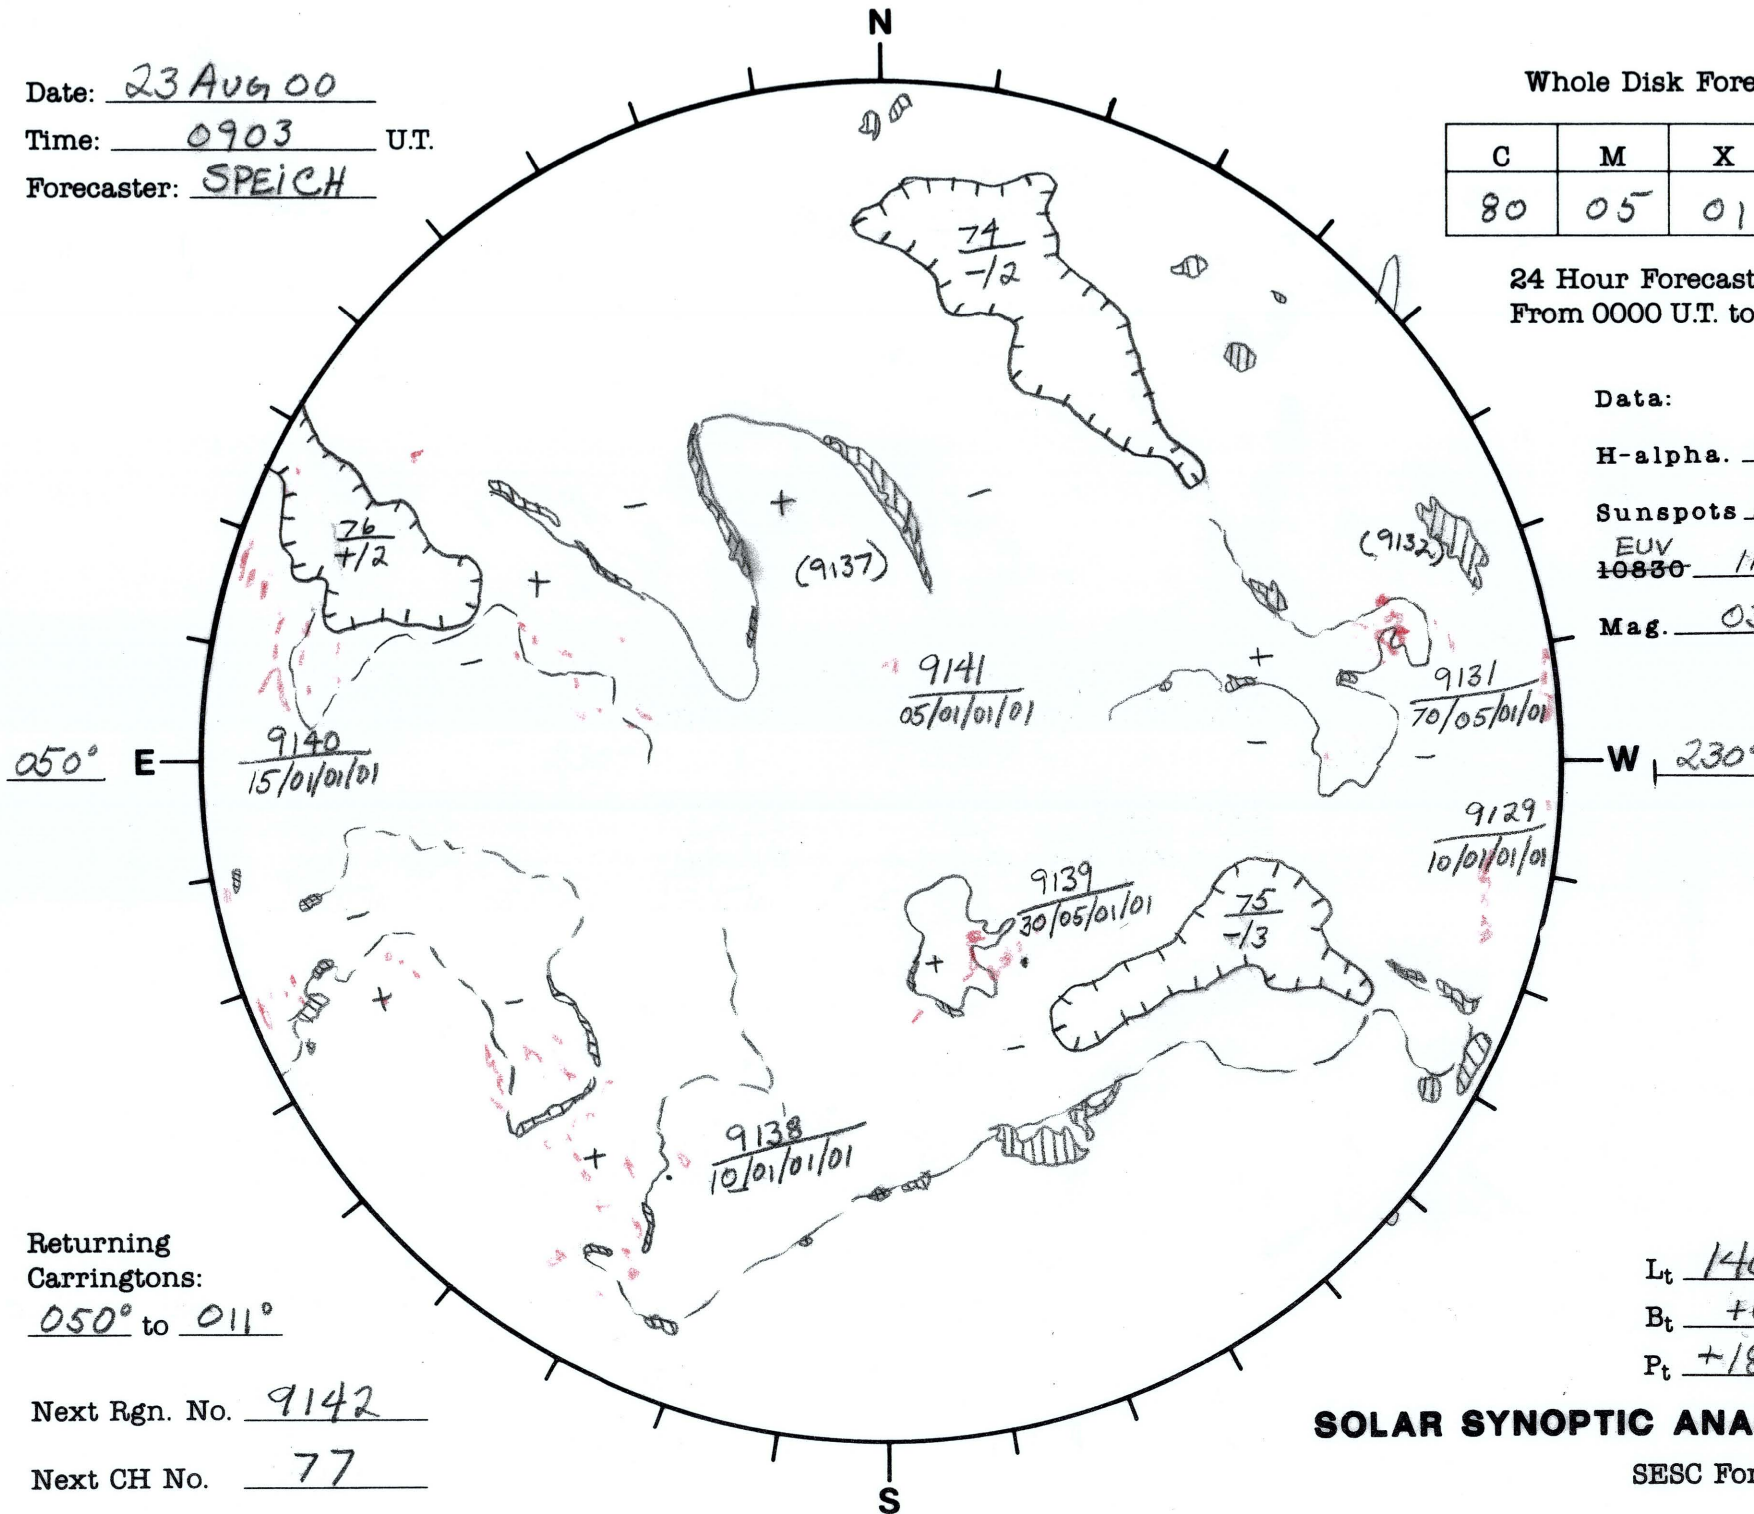 N
Date: 23 AUG 00
Time: 0903 U.T.
Forecaster: SPEICH
Whole Disk Fore
C M X
80 05 01
24 Hour Forecast
From 0000 U.T. to
Data:
H-alpha.
Sunspots
EUV
10830
Mag.
74
-/2
76
+/2
(9137)
(9132)
9141
05/01/01/01
9131
70/05/01/01
9140
15/01/01/01
050° E
W 230°
9129
10/01/01/01
9139
30/05/01/01
75
-/3
9138
10/01/01/01
Returning
Carringtons:
050° to 011°
Next Rgn. No. 9142
Next CH No. 77
Lt
Bt
Pt +18
SOLAR SYNOPTIC ANA
SESC For
S